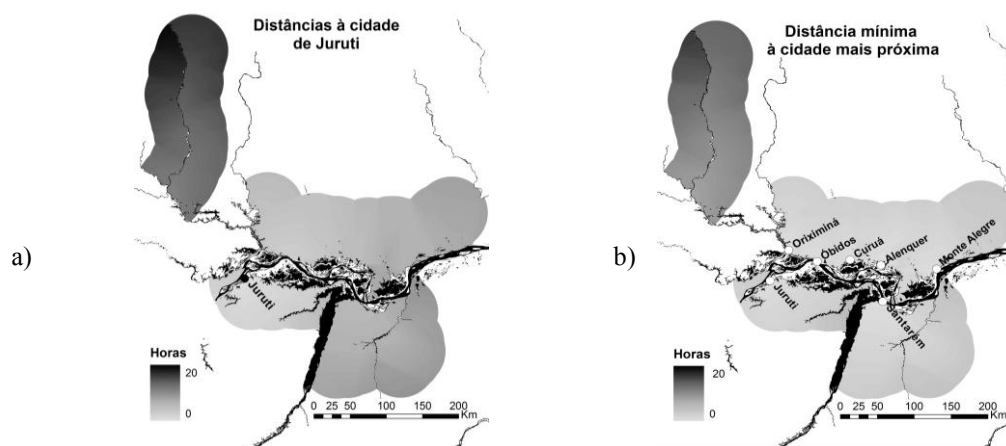 a)
Distâncias à cidade
de Juruti
Juruti
Horas
20
0
0 25 50 100 150 200
Km
b)
Distância mínima
à cidade mais próxima
Oriximiná
Óbidos
Curuá
Alenquer
Monte Alegre
Juruti
Santarém
Horas
20
0
0 25 50 100 150 200
Km